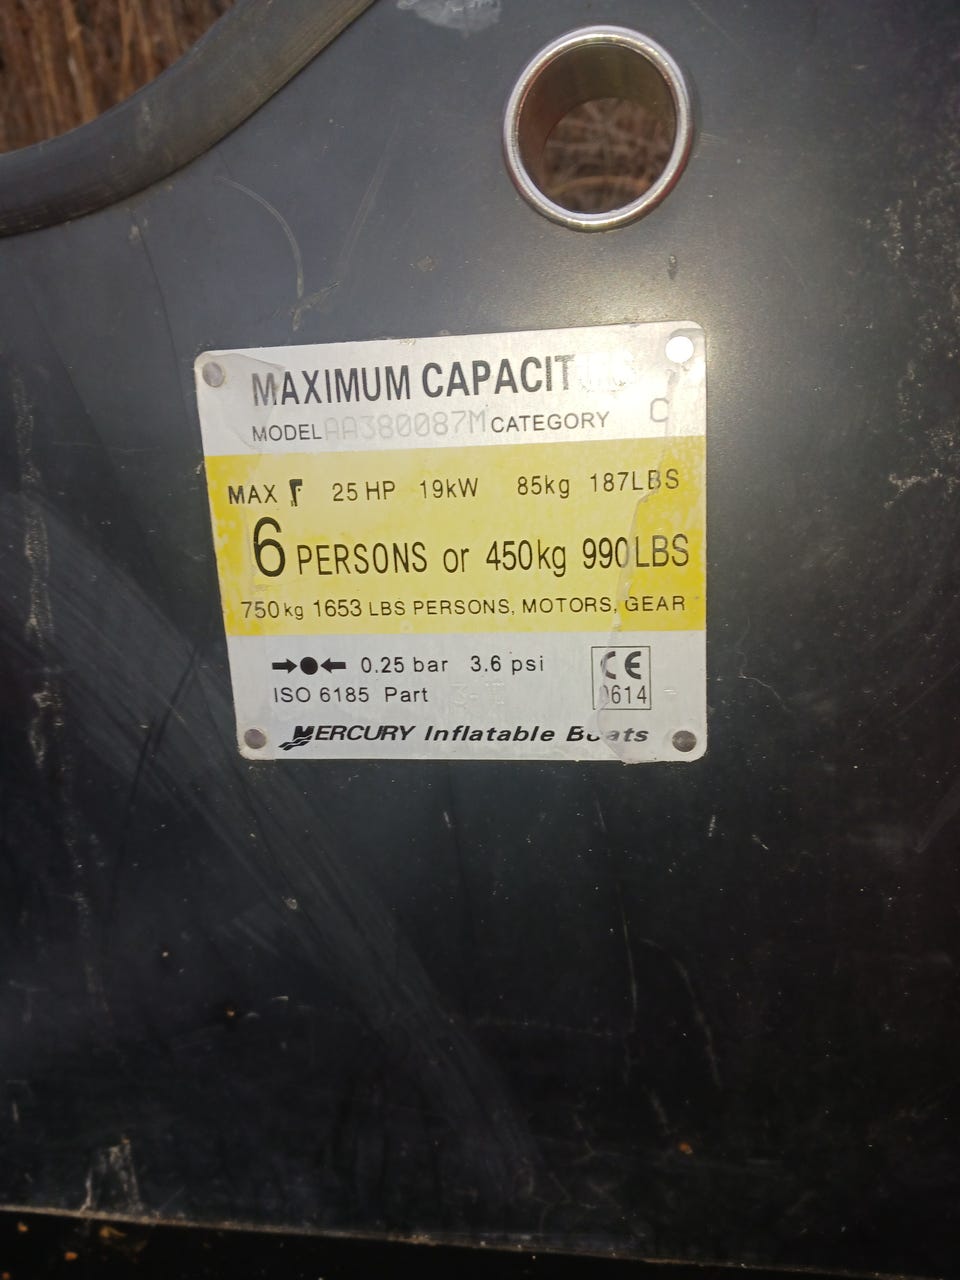 MAXIMUM CAPACIT
MODEL AA380087M CATEGORY C
MAX 25 HP 19kW 85kg 187LBS
6 PERSONS or 450kg 990LBS
750kg 1653 LBS PERSONS, MOTORS, GEAR
0.25 bar 3.6 psi CE
ISO 6185 Part 0614
MERCURY Inflatable Boats